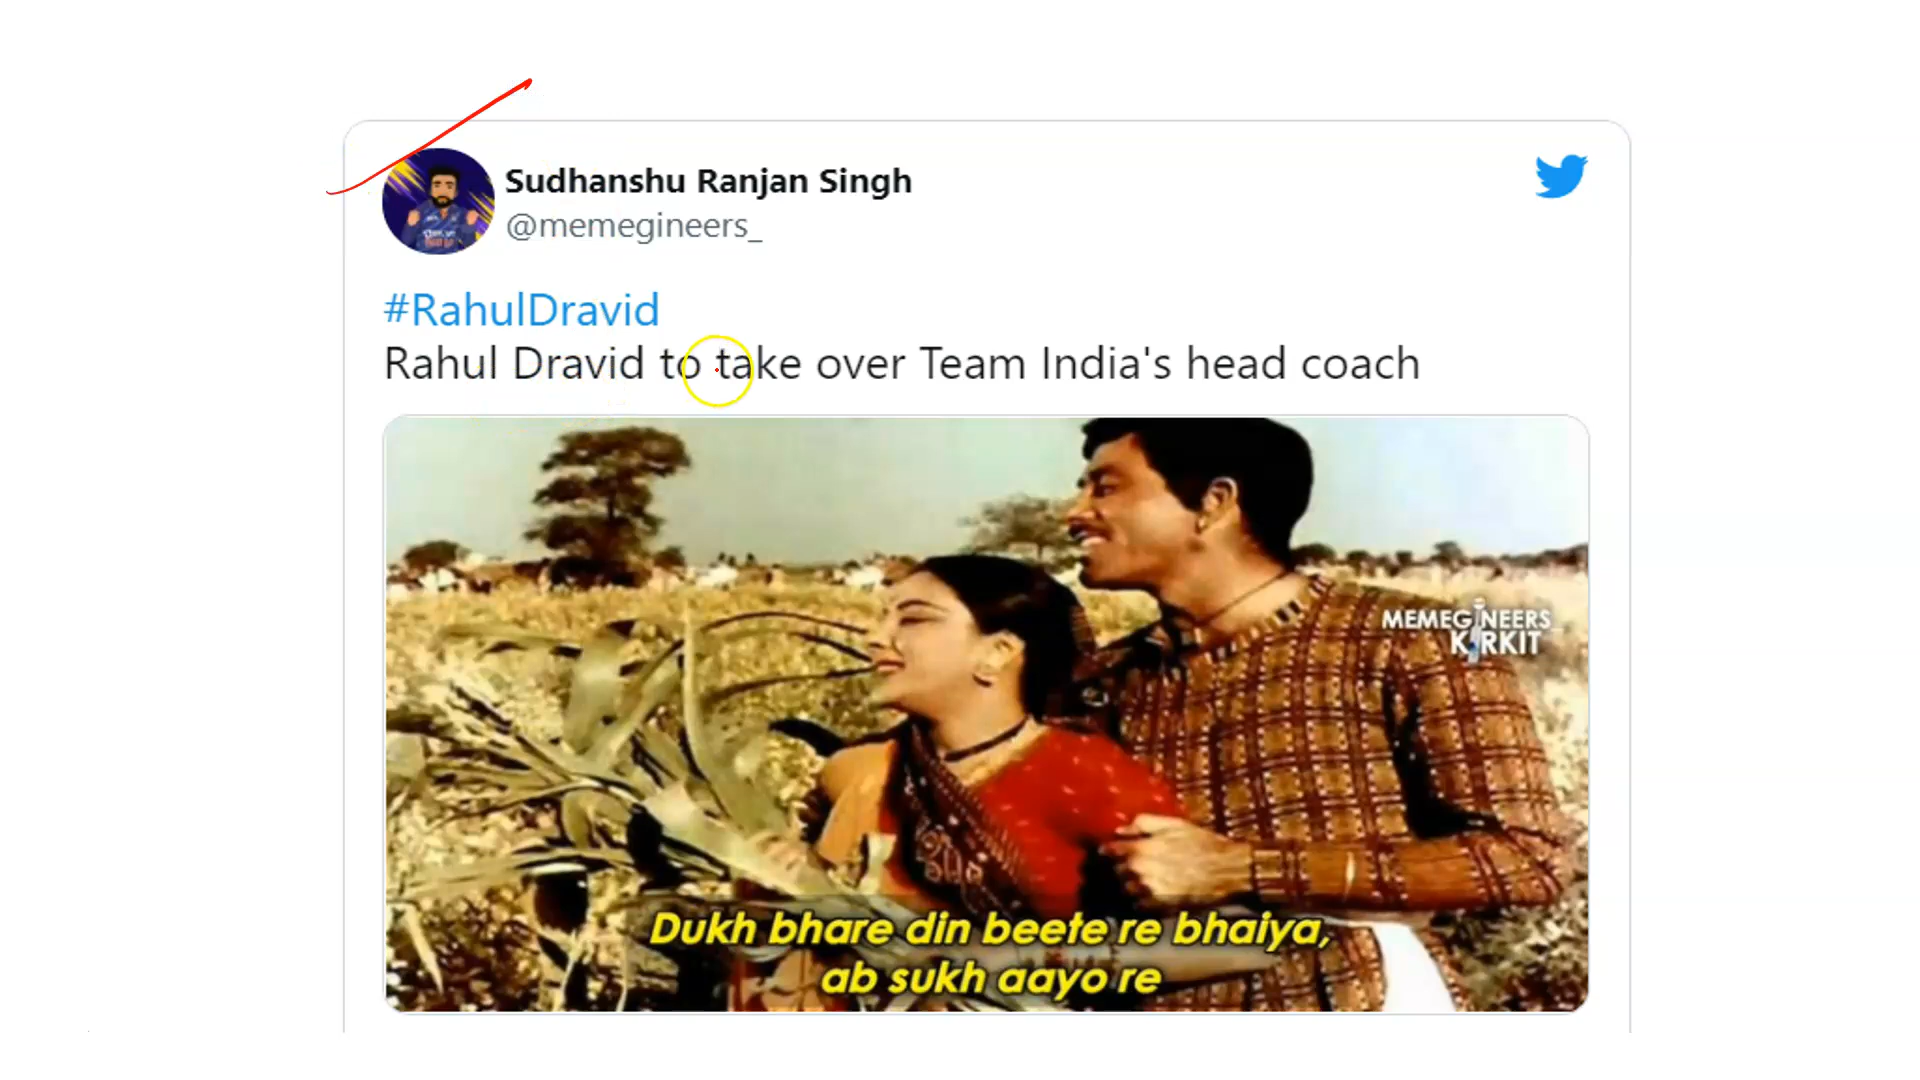 Sudhanshu Ranjan Singh
@memegineers_
#RahulDravid
Rahul Dravid to take over Team India's head coach
MEMEGINEERS_
KIRKIT
Dukh bhare din beete re bhaiya,
ab sukh aayo re